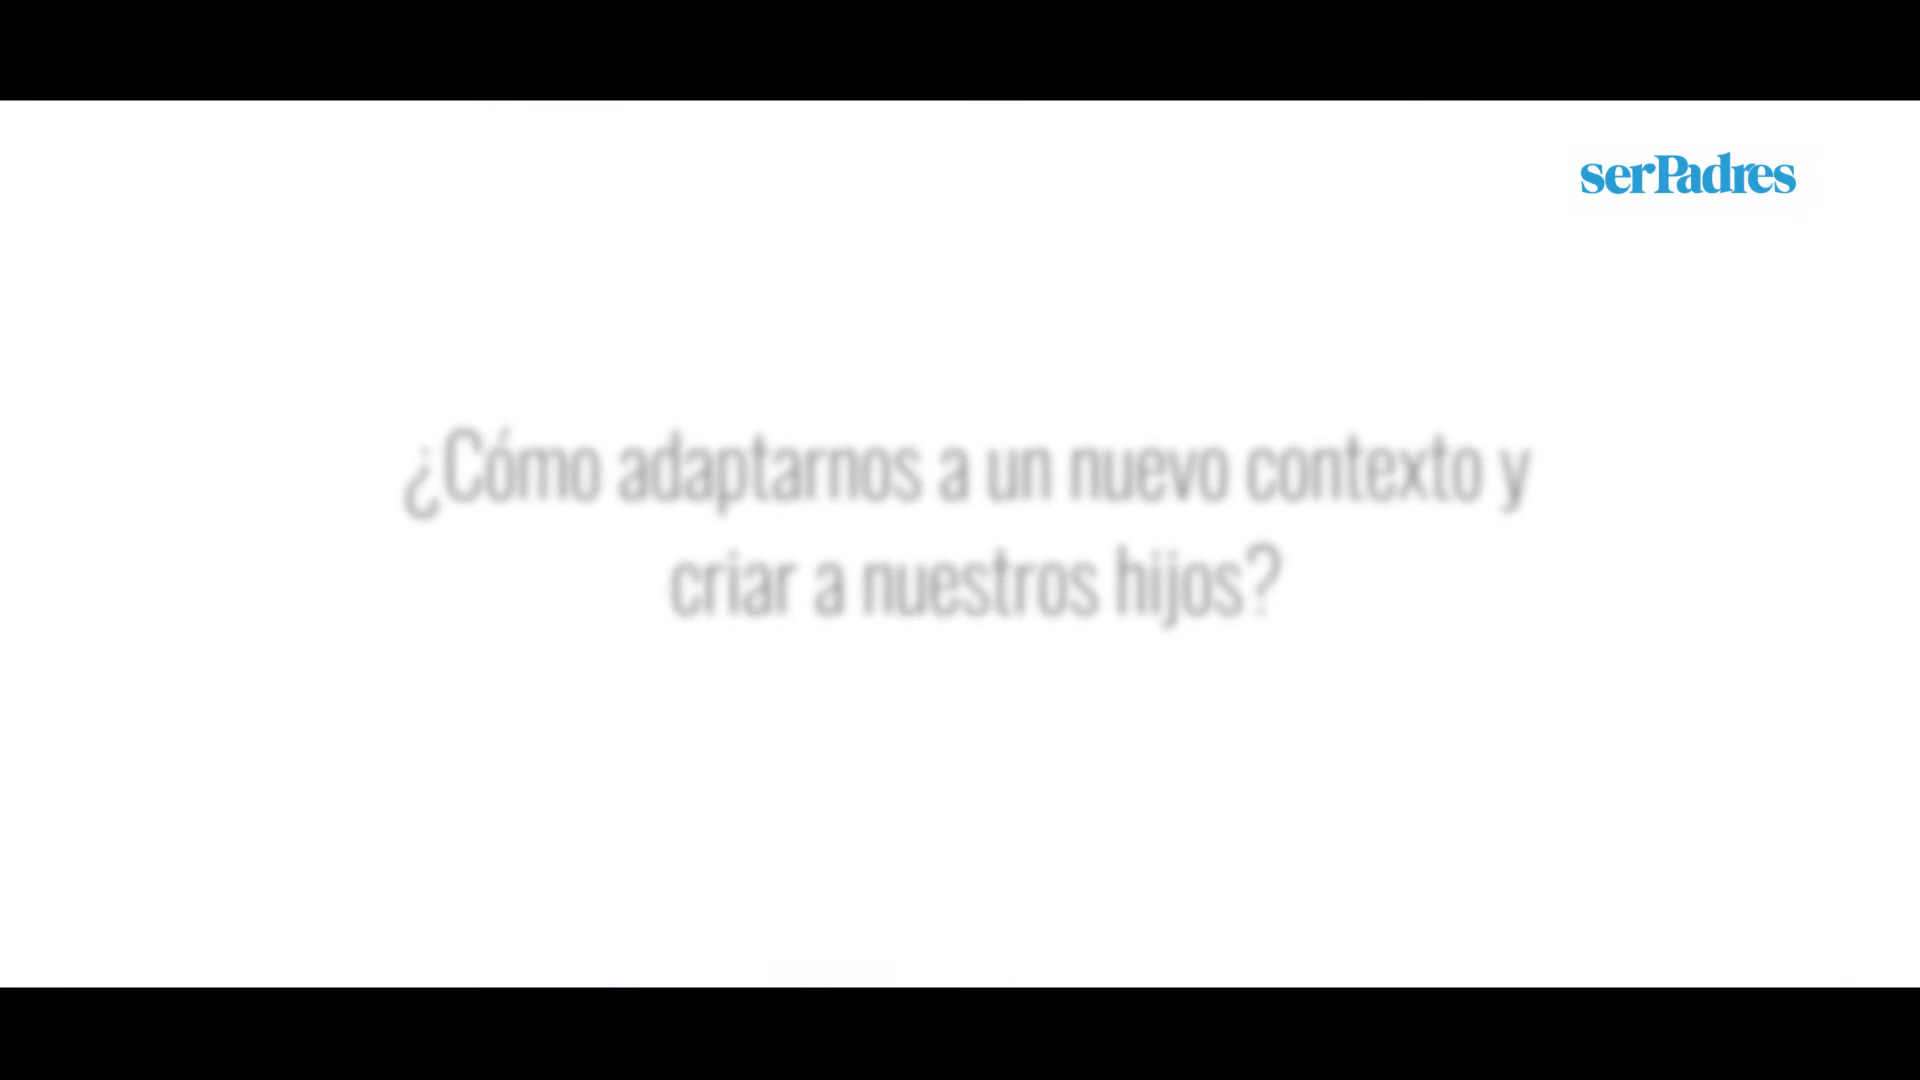 serPadres
¿Cómo adaptarnos a un nuevo contexto y
criar a nuestros hijos?